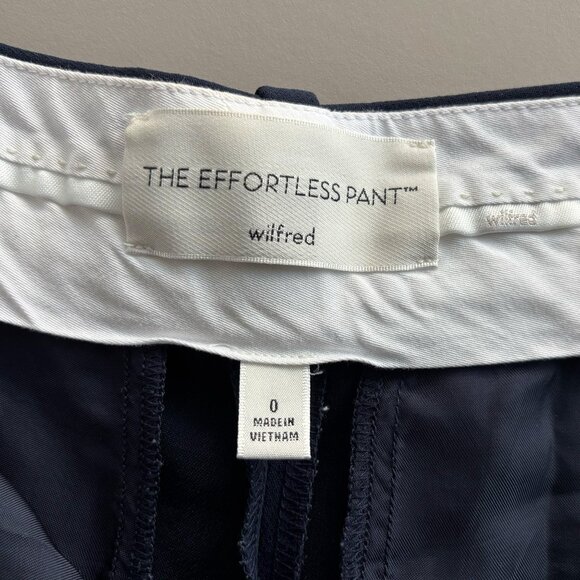 THE EFFORTLESS PANT™
wilfred
wilfred
0
MADE IN
VIETNAM